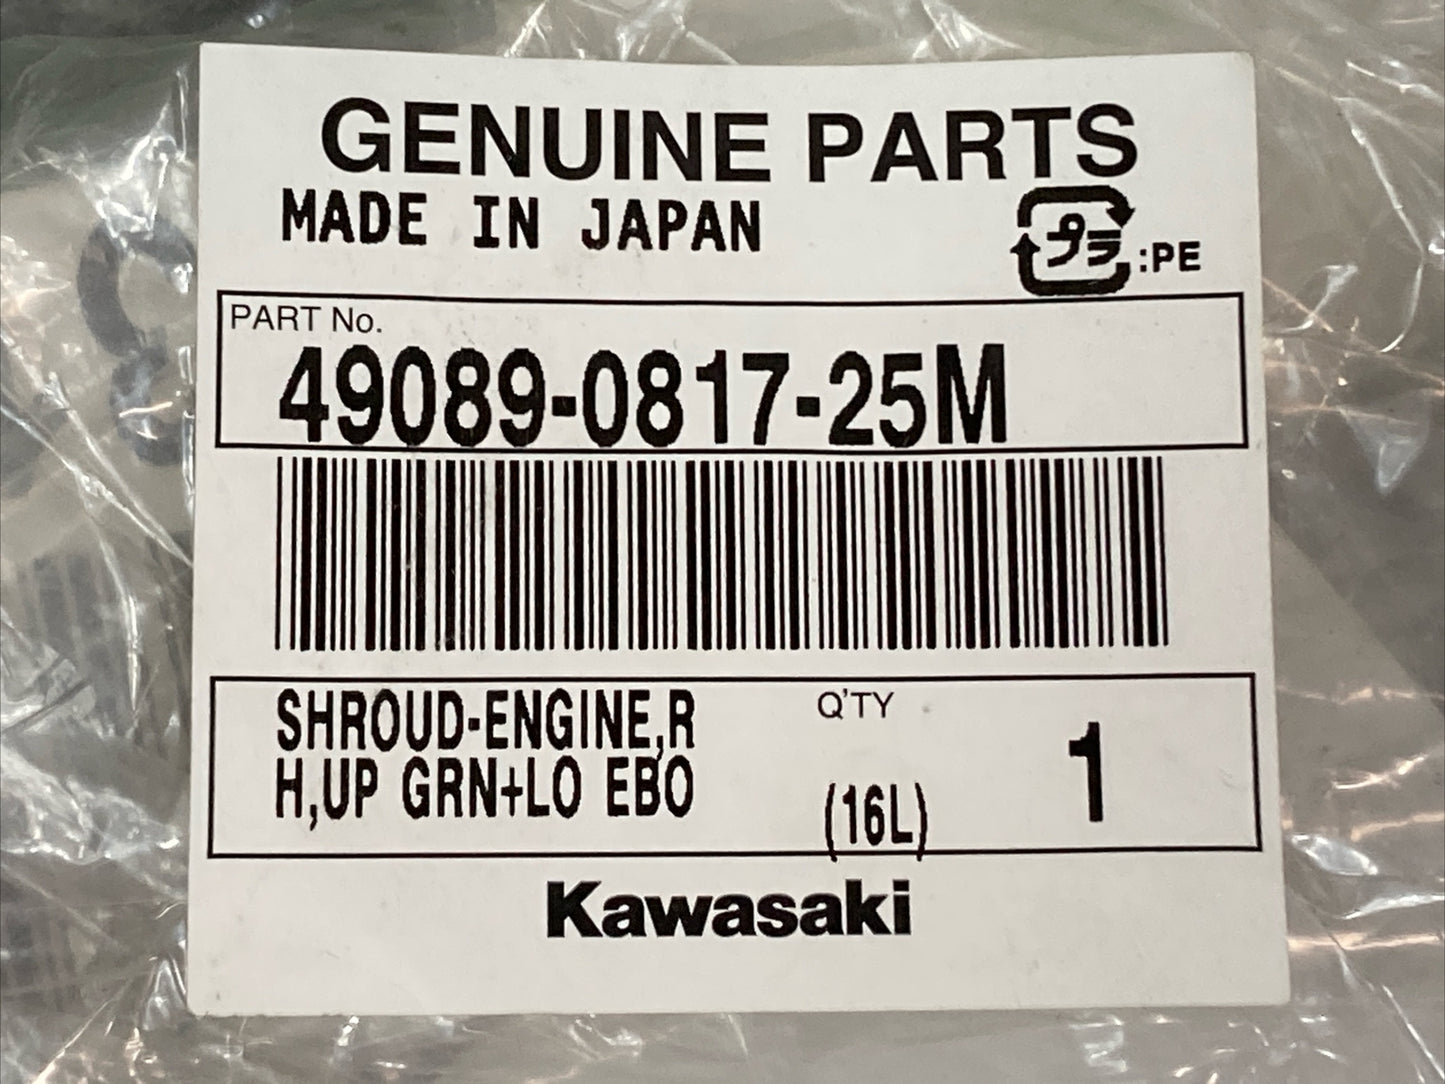 GENUINE PARTS
MADE IN JAPAN
プラ :PE
PART No.
49089-0817-25M
SHROUD-ENGINE,R
H,UP GRN+LO EBO
Q'TY
(16L)
1
Kawasaki